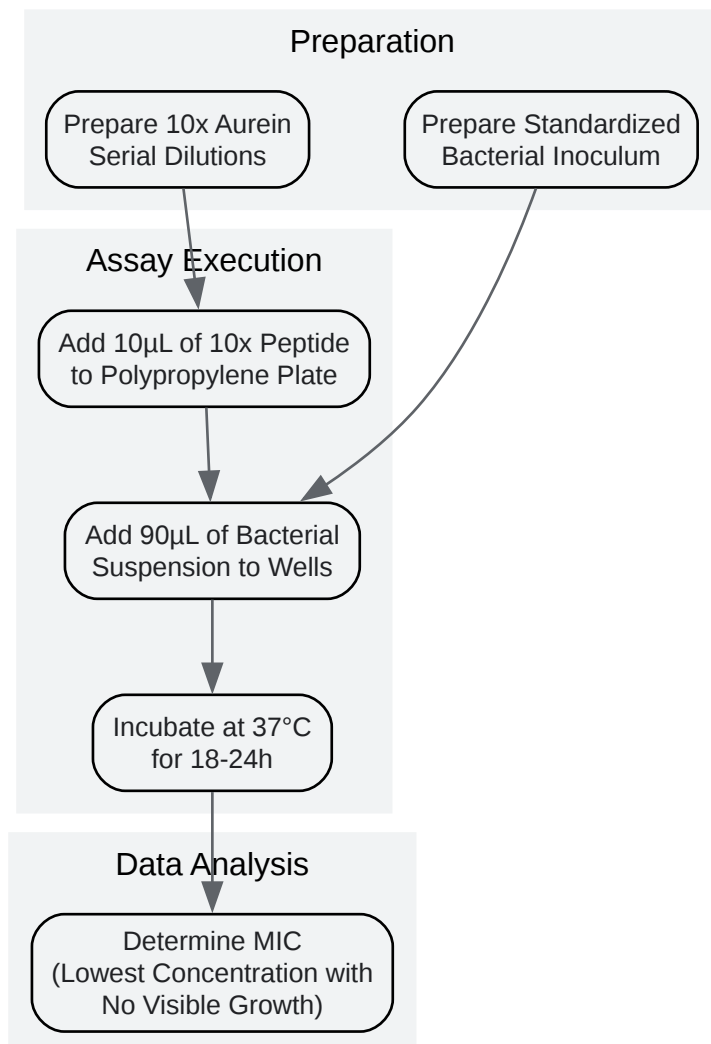 Preparation
Prepare 10x Aurein
Serial Dilutions
Prepare Standardized
Bacterial Inoculum
Assay Execution
Add 10µL of 10x Peptide
to Polypropylene Plate
Add 90µL of Bacterial
Suspension to Wells
Incubate at 37°C
for 18-24h
Data Analysis
Determine MIC
(Lowest Concentration with
No Visible Growth)